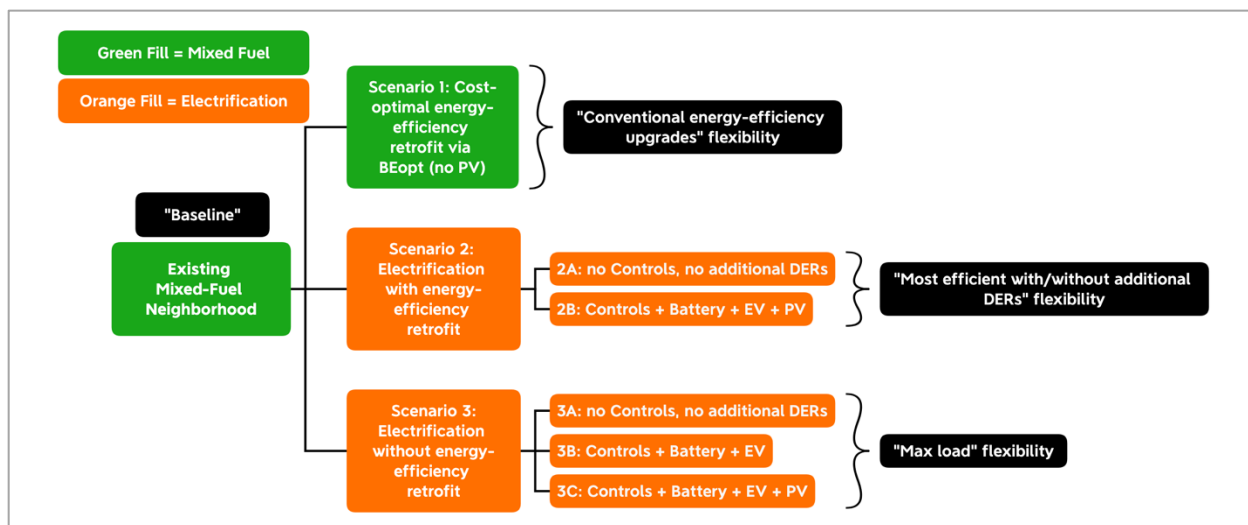 Green Fill = Mixed Fuel
Orange Fill = Electrification
Scenario 1: Cost-
optimal energy-
efficiency
retrofit via
BEopt (no PV)
"Conventional energy-efficiency
upgrades" flexibility
"Baseline"
Existing
Mixed-Fuel
Neighborhood
Scenario 2:
Electrification
with energy-
efficiency
retrofit
2A: no Controls, no additional DERs
2B: Controls + Battery + EV + PV
"Most efficient with/without additional
DERs" flexibility
Scenario 3:
Electrification
without energy-
efficiency
retrofit
3A: no Controls, no additional DERs
3B: Controls + Battery + EV
3C: Controls + Battery + EV + PV
"Max load" flexibility